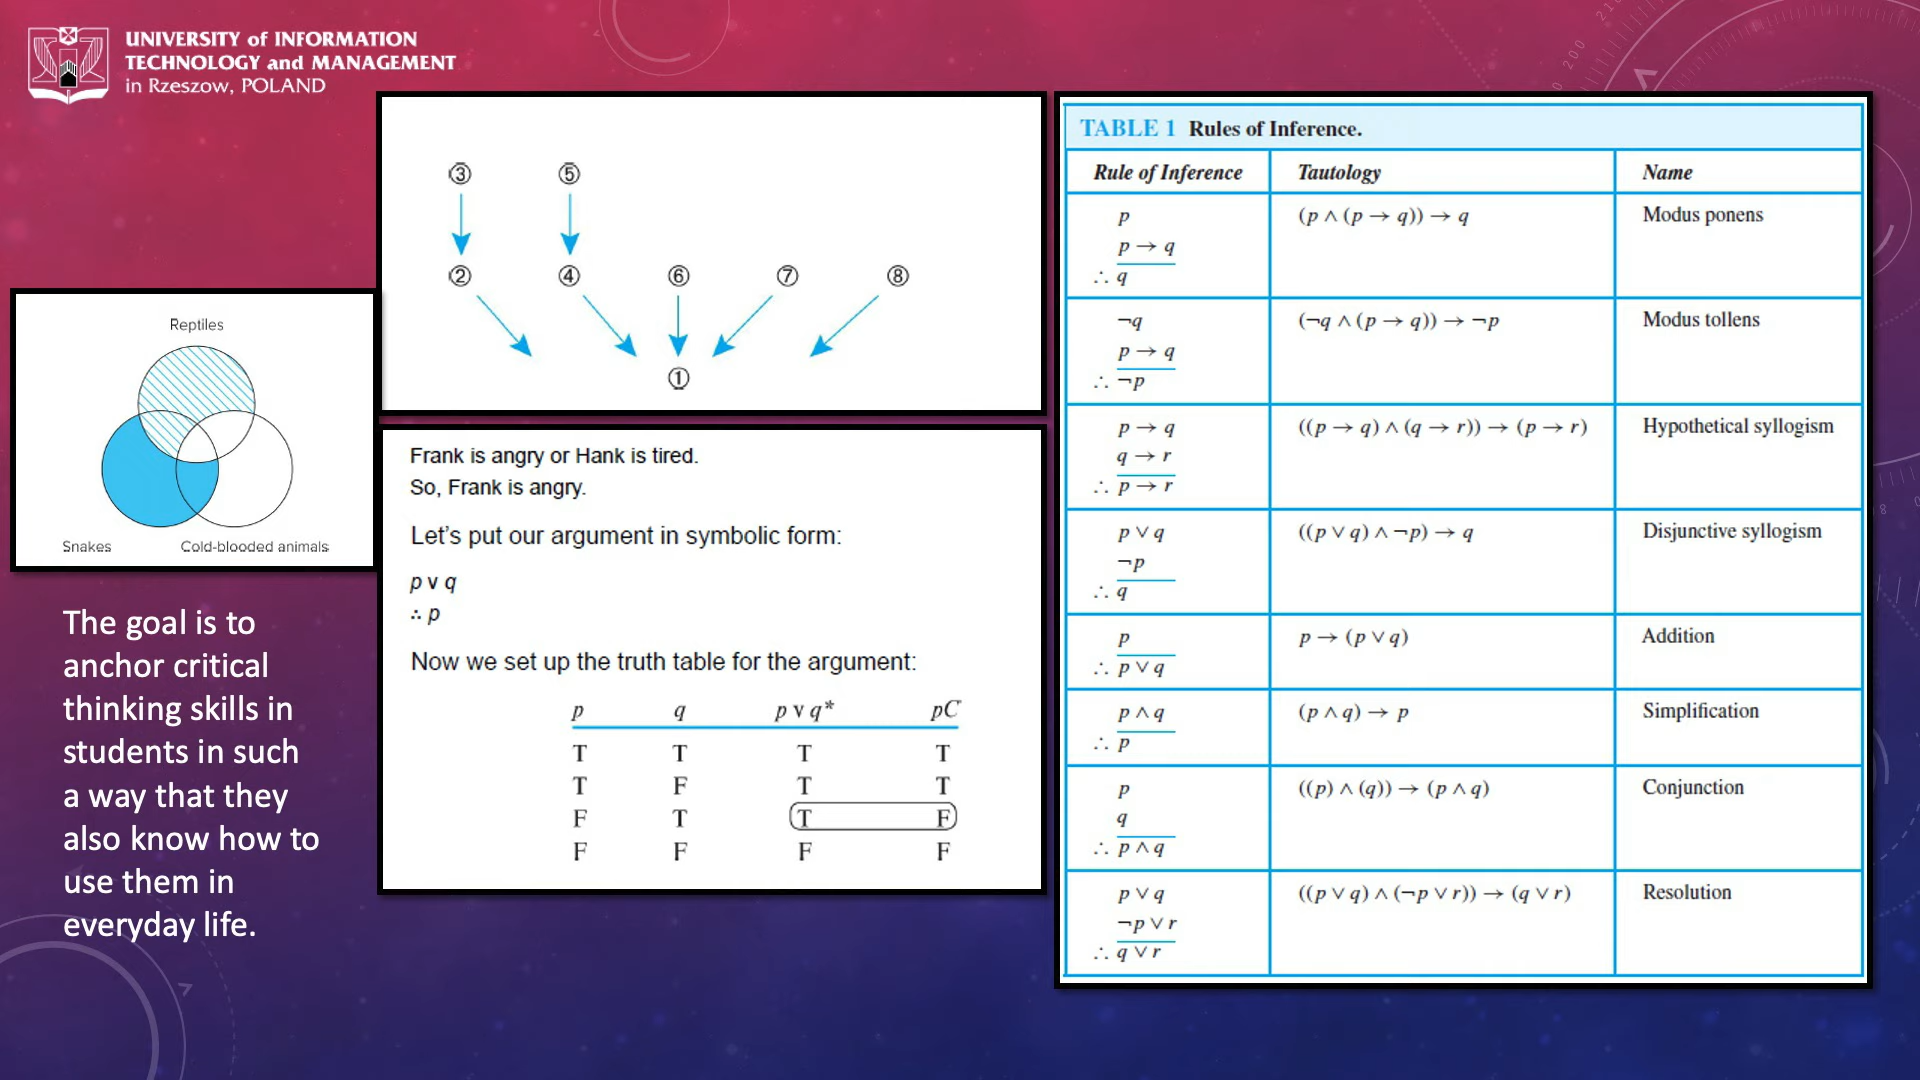 UNIVERSITY of INFORMATION
TECHNOLOGY and MANAGEMENT
in Rzeszow, POLAND
Reptiles
Snakes
Cold-blooded animals
The goal is to
anchor critical
thinking skills in
students in such
a way that they
also know how to
use them in
everyday life.
③ ⑤
② ④ ⑥ ⑦ ⑧
①
Frank is angry or Hank is tired.
So, Frank is angry.
Let's put our argument in symbolic form:
p v q
∴ p
Now we set up the truth table for the argument:
p q p v q* pC
T T T T
T F T T
F T T F
F F F F
TABLE 1 Rules of Inference.
Rule of Inference Tautology Name
p
p → q
∴ q
(p ∧ (p → q)) → q
Modus ponens
¬q
p → q
∴ ¬p
(¬q ∧ (p → q)) → ¬p
Modus tollens
p → q
q → r
∴ p → r
((p → q) ∧ (q → r)) → (p → r)
Hypothetical syllogism
p ∨ q
¬p
∴ q
((p ∨ q) ∧ ¬p) → q
Disjunctive syllogism
p
∴ p ∨ q
p → (p ∨ q)
Addition
p ∧ q
∴ p
(p ∧ q) → p
Simplification
p
q
∴ p ∧ q
((p) ∧ (q)) → (p ∧ q)
Conjunction
p ∨ q
¬p ∨ r
∴ q ∨ r
((p ∨ q) ∧ (¬p ∨ r)) → (q ∨ r)
Resolution